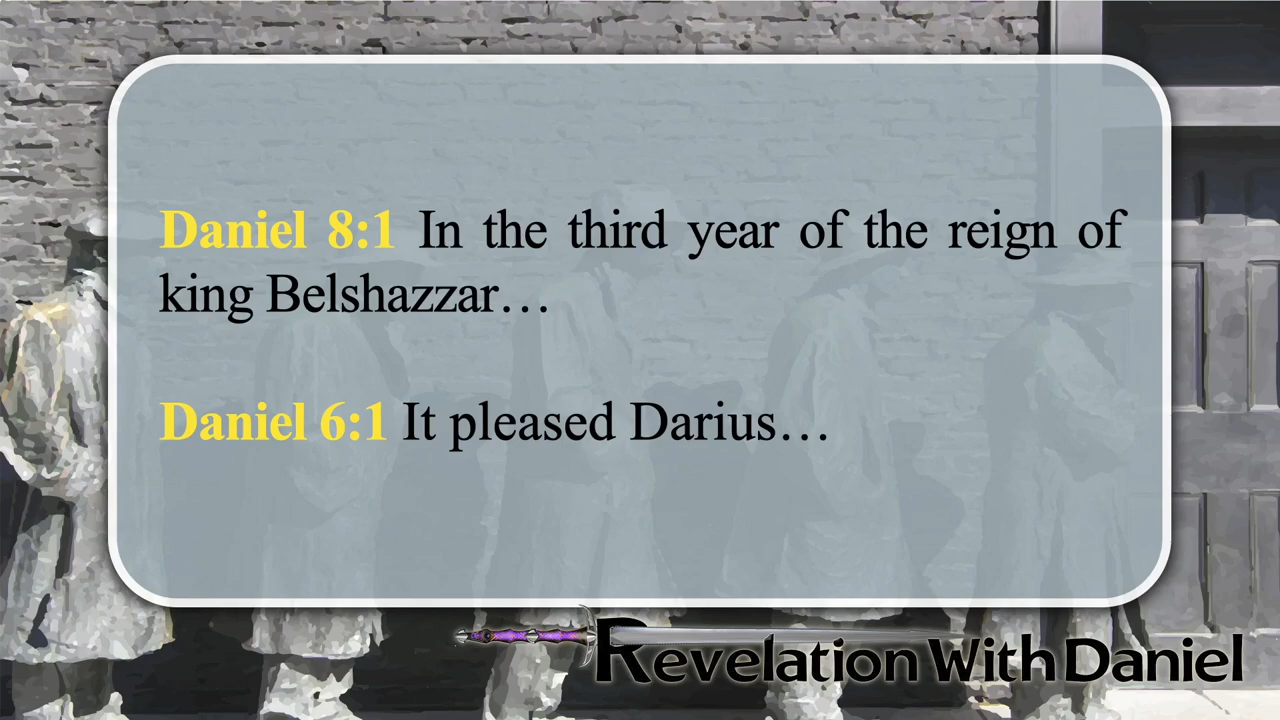 Daniel 8:1 In the third year of the reign of
king Belshazzar…
Daniel 6:1 It pleased Darius…
Revelation With Daniel